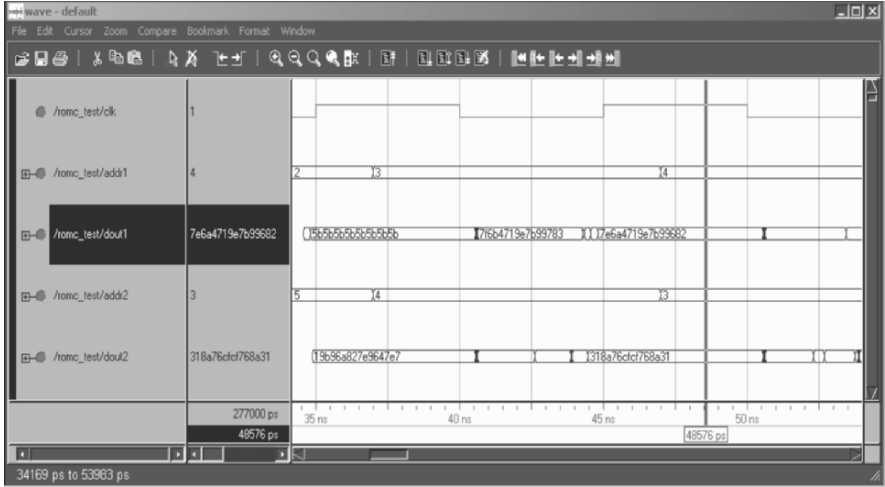 wave - default
File Edit Cursor Zoom Compare Bookmark Format Window
/romc_test/clk 1
/romc_test/addr1 4 2 3 4
/romc_test/dout1 7e6a4719e7b99682 5b5b5b5b5b5b5b5b 7f6b4719e7b99783 7e6a4719e7b99682
/romc_test/addr2 3 5 4 3
/romc_test/dout2 318a76cfcf768a31 19b96a827e9647e7 318a76cfcf768a31
277000 ps 35 ns 40 ns 45 ns 50 ns
48576 ps 48576 ps
34169 ps to 53983 ps